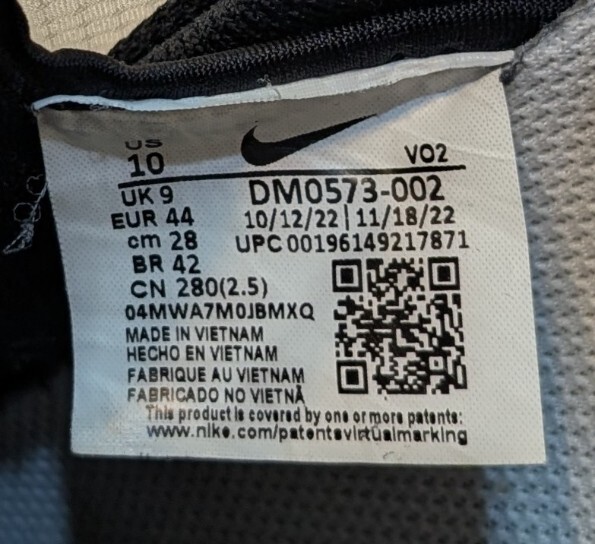 US
10
VO2
UK 9
DM0573-002
EUR 44
10/12/22|11/18/22
cm 28
UPC 00196149217871
BR 42
CN 280(2.5)
04MWA7M0JBMXQ
MADE IN VIETNAM
HECHO EN VIETNAM
FABRIQUE AU VIETNAM
FABRICADO NO VIETNÃ
This product is covered by one or more patents:
www.nike.com/patentsvirtualmarking